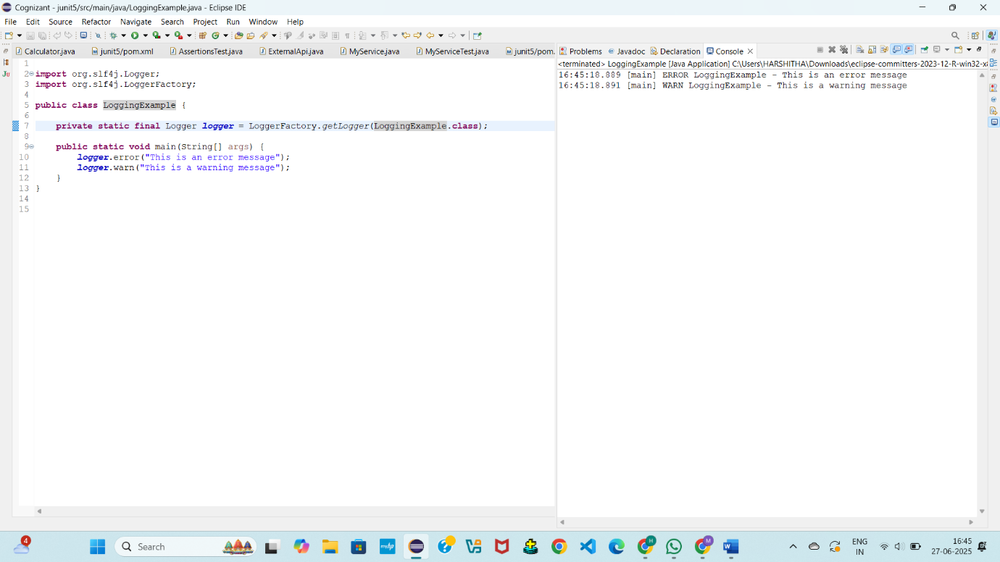 Cognizant - junit5/src/main/java/LoggingExample.java - Eclipse IDE
File Edit Source Refactor Navigate Search Project Run Window Help
Calculator.java junit5/pom.xml AssertionsTest.java ExternalApi.java MyService.java MyServiceTest.java junit5/pom.
1
2 import org.slf4j.Logger;
3 import org.slf4j.LoggerFactory;
4
5 public class LoggingExample {
6
7 private static final Logger logger = LoggerFactory.getLogger(LoggingExample.class);
8
9 public static void main(String[] args) {
10 logger.error("This is an error message");
11 logger.warn("This is a warning message");
12 }
13 }
14
15
Problems Javadoc Declaration Console
<terminated> LoggingExample [Java Application] C:\Users\HARSHITHA\Downloads\eclipse-committers-2023-12-R-win32-x
16:45:18.889 [main] ERROR LoggingExample - This is an error message
16:45:18.891 [main] WARN LoggingExample - This is a warning message
Ju
4
Search
myhp
H
M
ENG
IN
16:45
27-06-2025